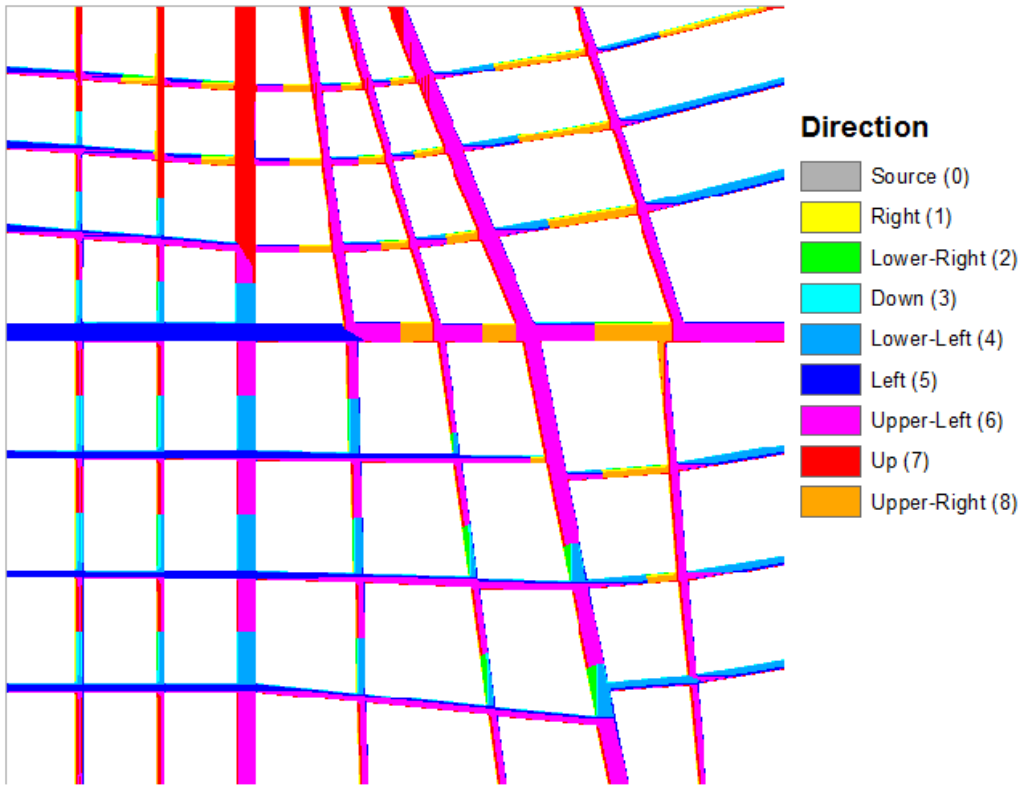 Direction
Source (0)
Right (1)
Lower-Right (2)
Down (3)
Lower-Left (4)
Left (5)
Upper-Left (6)
Up (7)
Upper-Right (8)